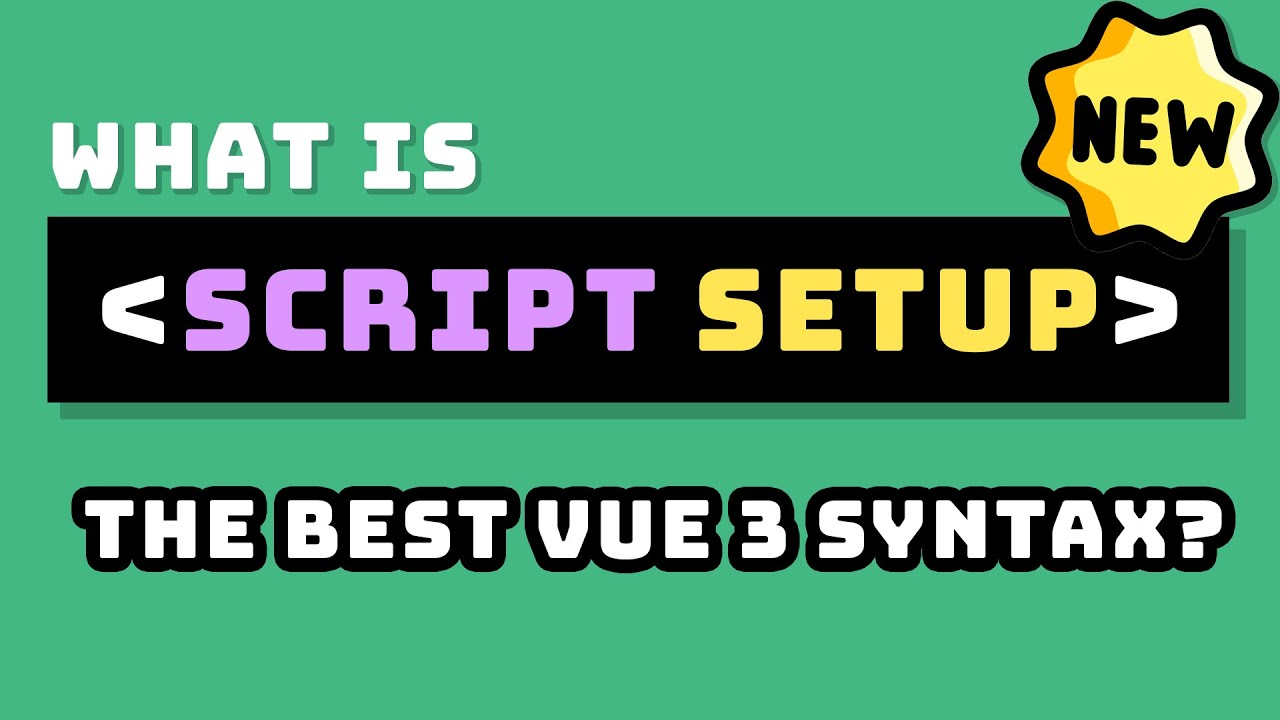 WHAT IS
NEW
<SCRIPT SETUP>
THE BEST VUE 3 SYNTAX?